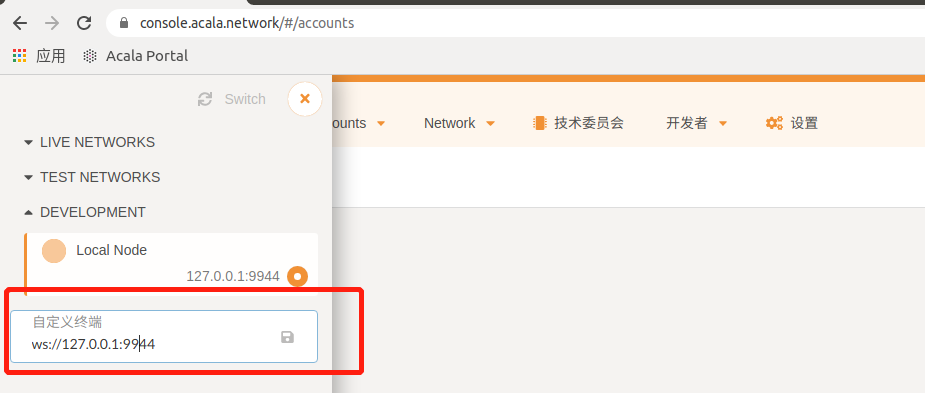 console.acala.network/#/accounts
应用
Acala Portal
Switch
ounts
Network
技术委员会
开发者
设置
LIVE NETWORKS
TEST NETWORKS
DEVELOPMENT
Local Node
127.0.0.1:9944
自定义终端
ws://127.0.0.1:9944